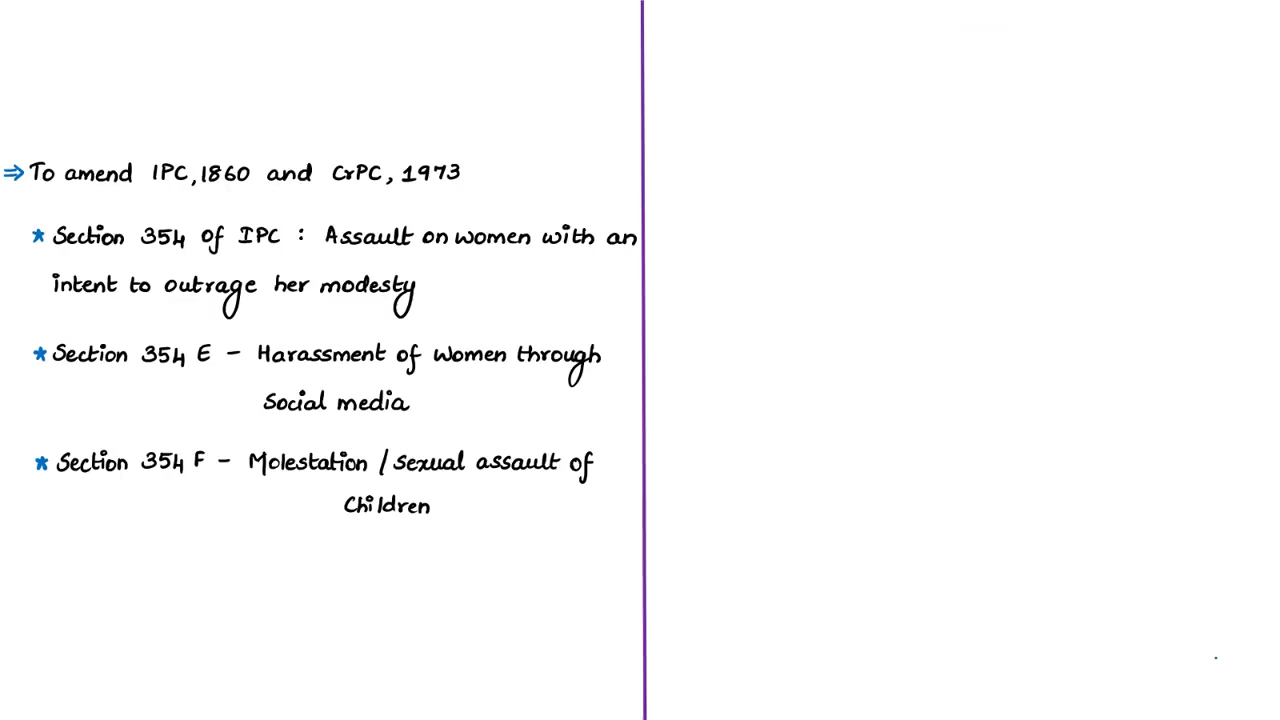 ⇒ To amend IPC, 1860 and CrPC, 1973
* Section 354 of IPC : Assault on women with an
intent to outrage her modesty
* Section 354 E - Harassment of women through
Social media
* Section 354 F - Molestation / sexual assault of
Children